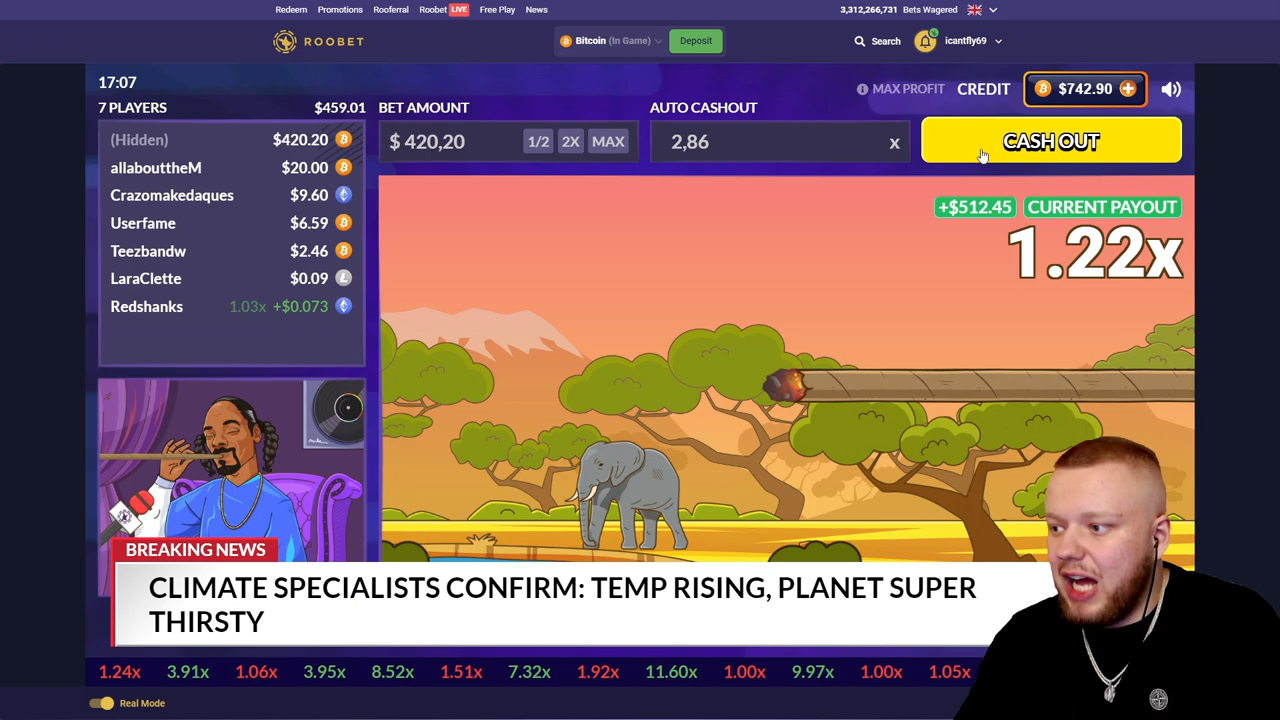 Redeem Promotions Rooferral Roobet LIVE Free Play News 3,312,266,731 Bets Wagered
ROOBET Bitcoin (In Game) Deposit Search icantfly69
17:07
MAX PROFIT CREDIT $742.90
7 PLAYERS $459.01
BET AMOUNT AUTO CASHOUT
$ 420,20 1/2 2X MAX 2,86 x CASH OUT
(Hidden) $420.20
allabouttheM $20.00
Crazomakedaques $9.60
Userfame $6.59
Teezbandw $2.46
LaraClette $0.09
Redshanks 1.03x +$0.073
+$512.45 CURRENT PAYOUT
1.22x
BREAKING NEWS
CLIMATE SPECIALISTS CONFIRM: TEMP RISING, PLANET SUPER
THIRSTY
1.24x 3.91x 1.06x 3.95x 8.52x 1.51x 7.32x 1.92x 11.60x 1.00x 9.97x 1.00x 1.05x
Real Mode